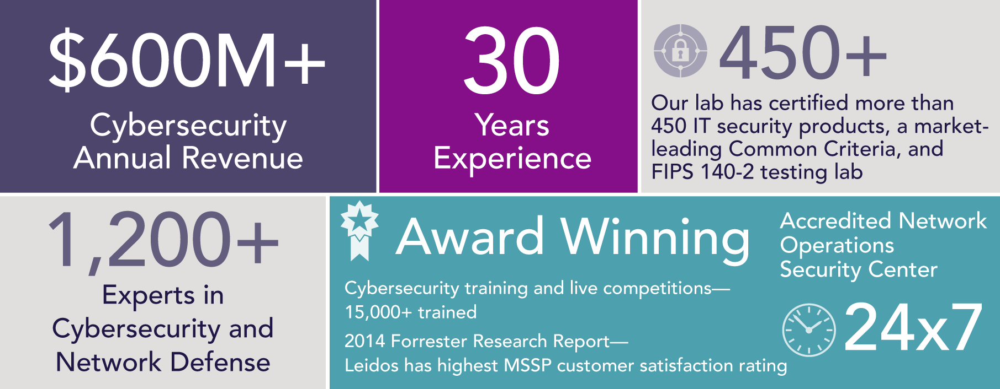 $600M+
Cybersecurity
Annual Revenue
30
Years
Experience
450+
Our lab has certified more than
450 IT security products, a market-
leading Common Criteria, and
FIPS 140-2 testing lab
1,200+
Experts in
Cybersecurity and
Network Defense
Award Winning
Cybersecurity training and live competitions—
15,000+ trained
2014 Forrester Research Report—
Leidos has highest MSSP customer satisfaction rating
Accredited Network
Operations
Security Center
24x7